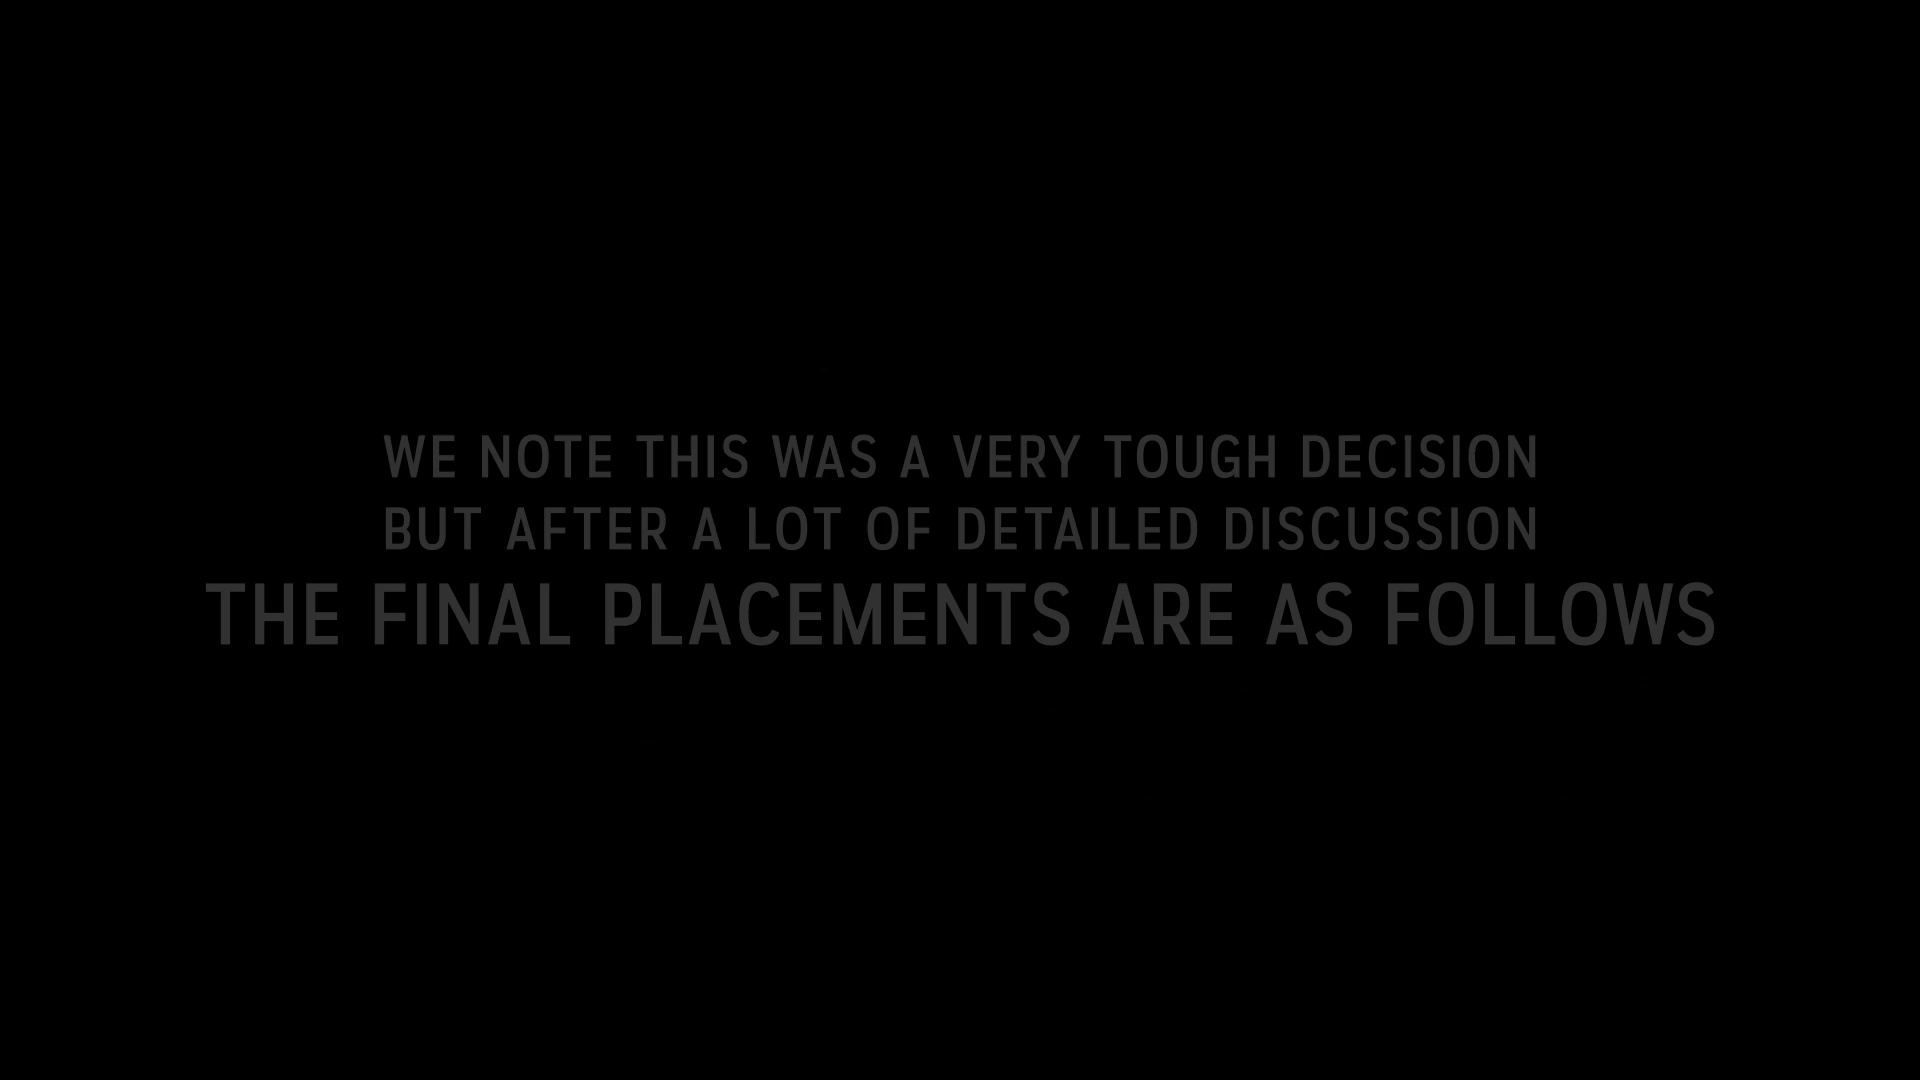 WE NOTE THIS WAS A VERY TOUGH DECISION
BUT AFTER A LOT OF DETAILED DISCUSSION
THE FINAL PLACEMENTS ARE AS FOLLOWS